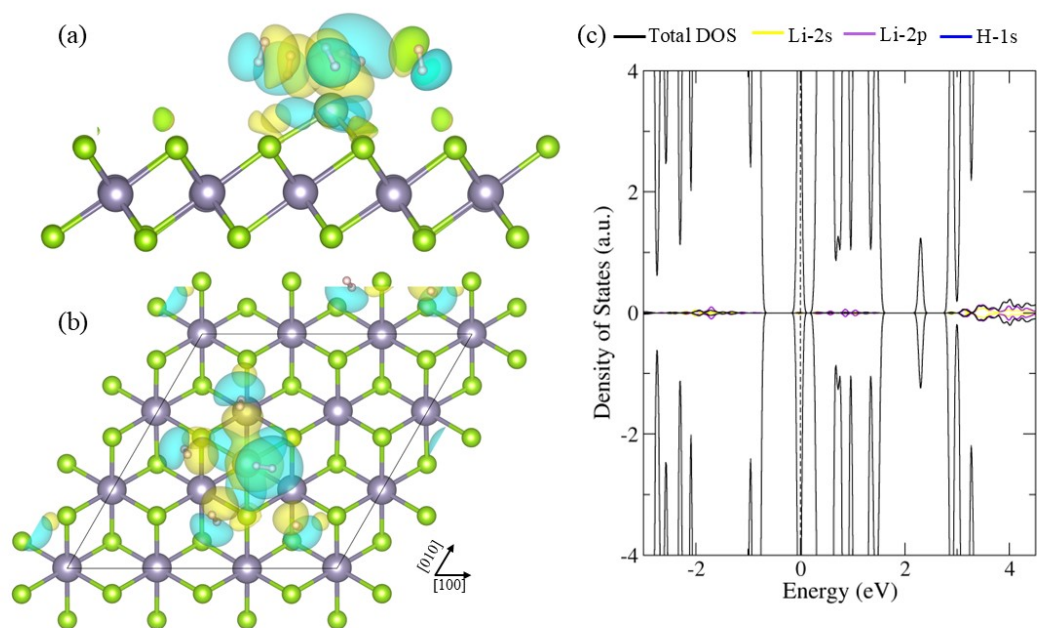 (a)
(b)
[010]
[100]
(c)
Total DOS Li-2s Li-2p H-1s
Density of States (a.u.)
4
2
0
-2
-4
-2 0 2 4
Energy (eV)